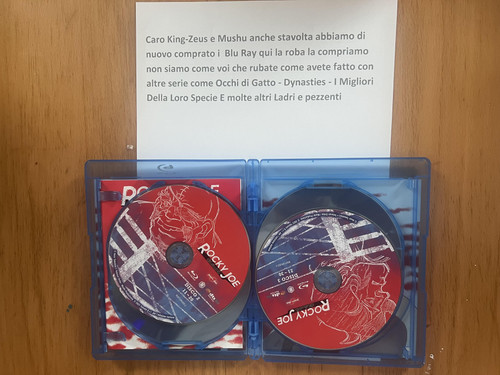 Caro King-Zeus e Mushu anche stavolta abbiamo di
nuovo comprato i Blu Ray qui la roba la compriamo
non siamo come voi che rubate come avete fatto con
altre serie come Occhi di Gatto - Dynasties - I Migliori
Della Loro Specie E molte altri Ladri e pezzenti
ROCKY JOE
DISCO 2
ROCKY JOE